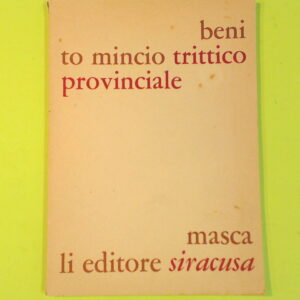 beni
to mincio trittico
provinciale
masca
li editore siracusa